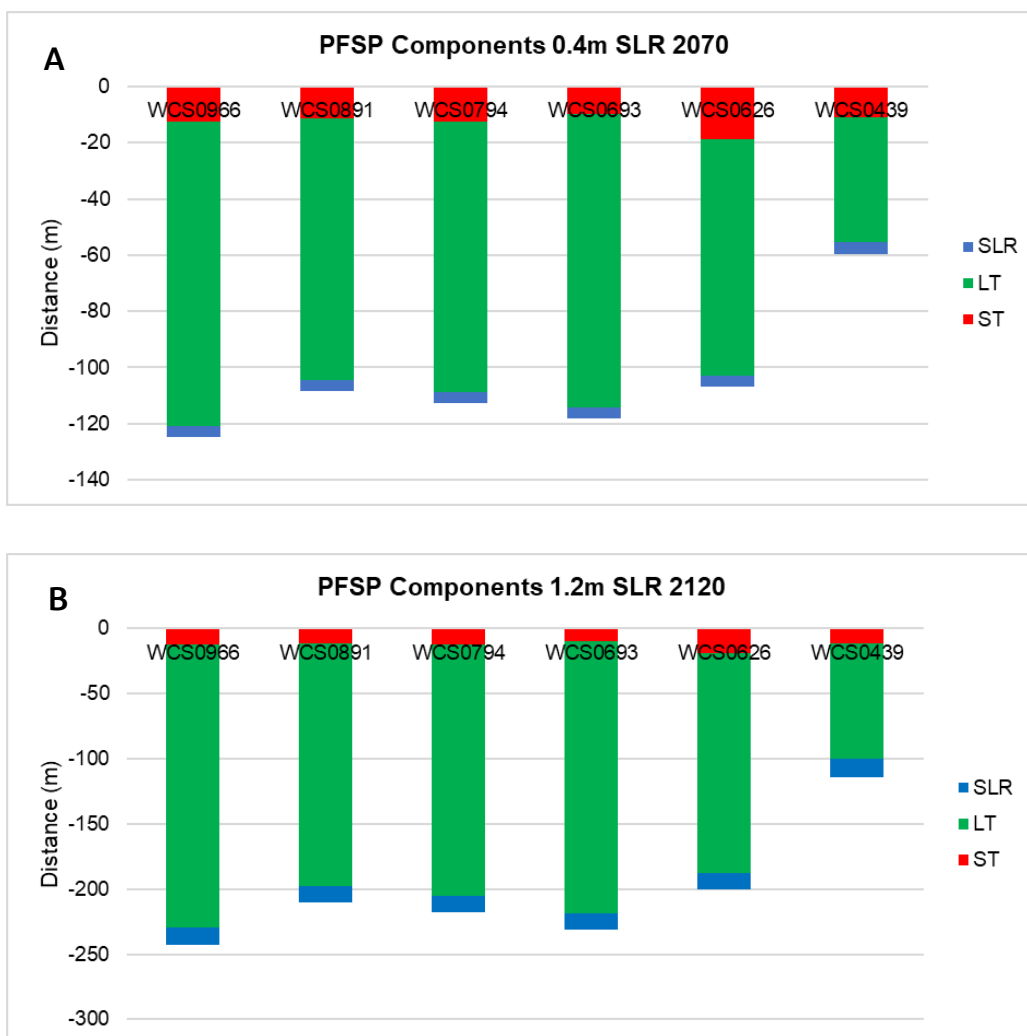 A
PFSP Components 0.4m SLR 2070
0
WCS0966 WCS0891 WCS0794 WCS0693 WCS0626 WCS0439
-20
-40
-60
-80
-100
-120
-140
Distance (m)
SLR
LT
ST
B
PFSP Components 1.2m SLR 2120
0
WCS0966 WCS0891 WCS0794 WCS0693 WCS0626 WCS0439
-50
-100
-150
-200
-250
-300
Distance (m)
SLR
LT
ST